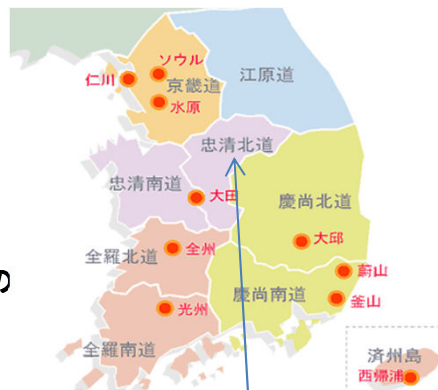 ソウル
仁川
京畿道
江原道
水原
忠清北道
忠清南道
大田
慶尚北道
大邱
全州
全羅北道
蔚山
慶尚南道
釜山
光州
全羅南道
済州島
西帰浦
の